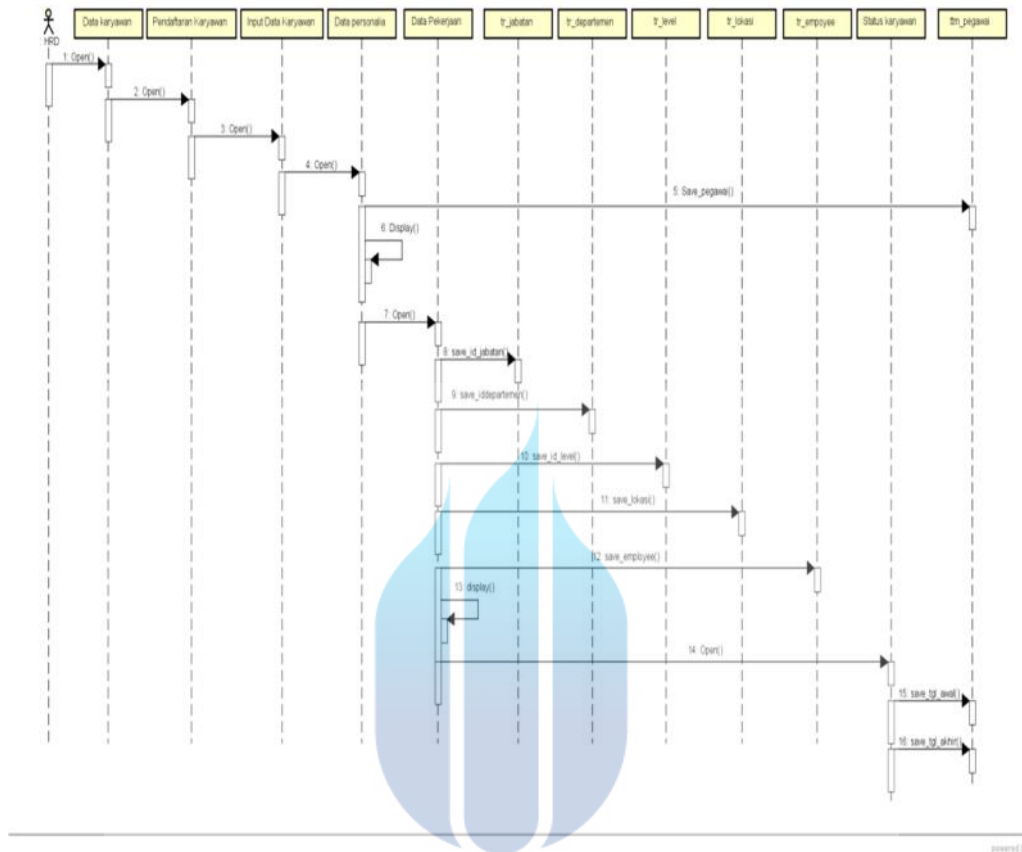 HRD
Data karyawan
Pendaftaran Karyawan
Input Data Karyawan
Data personalia
Data Pekerjaan
tr_jabatan
tr_departemen
tr_level
tr_lokasi
tr_empoyee
Status karyawan
ttm_pegawai
1: Open()
2: Open()
3: Open()
4: Open()
5: Save_pegawai()
6: Display()
7: Open()
8: save_id_jabatan()
9: save_iddepartemen()
10: save_id_level()
11: save_lokasi()
12: save_employee()
13: display()
14: Open()
15: save_tgl_awal()
16: save_tgl_akhir()
powered